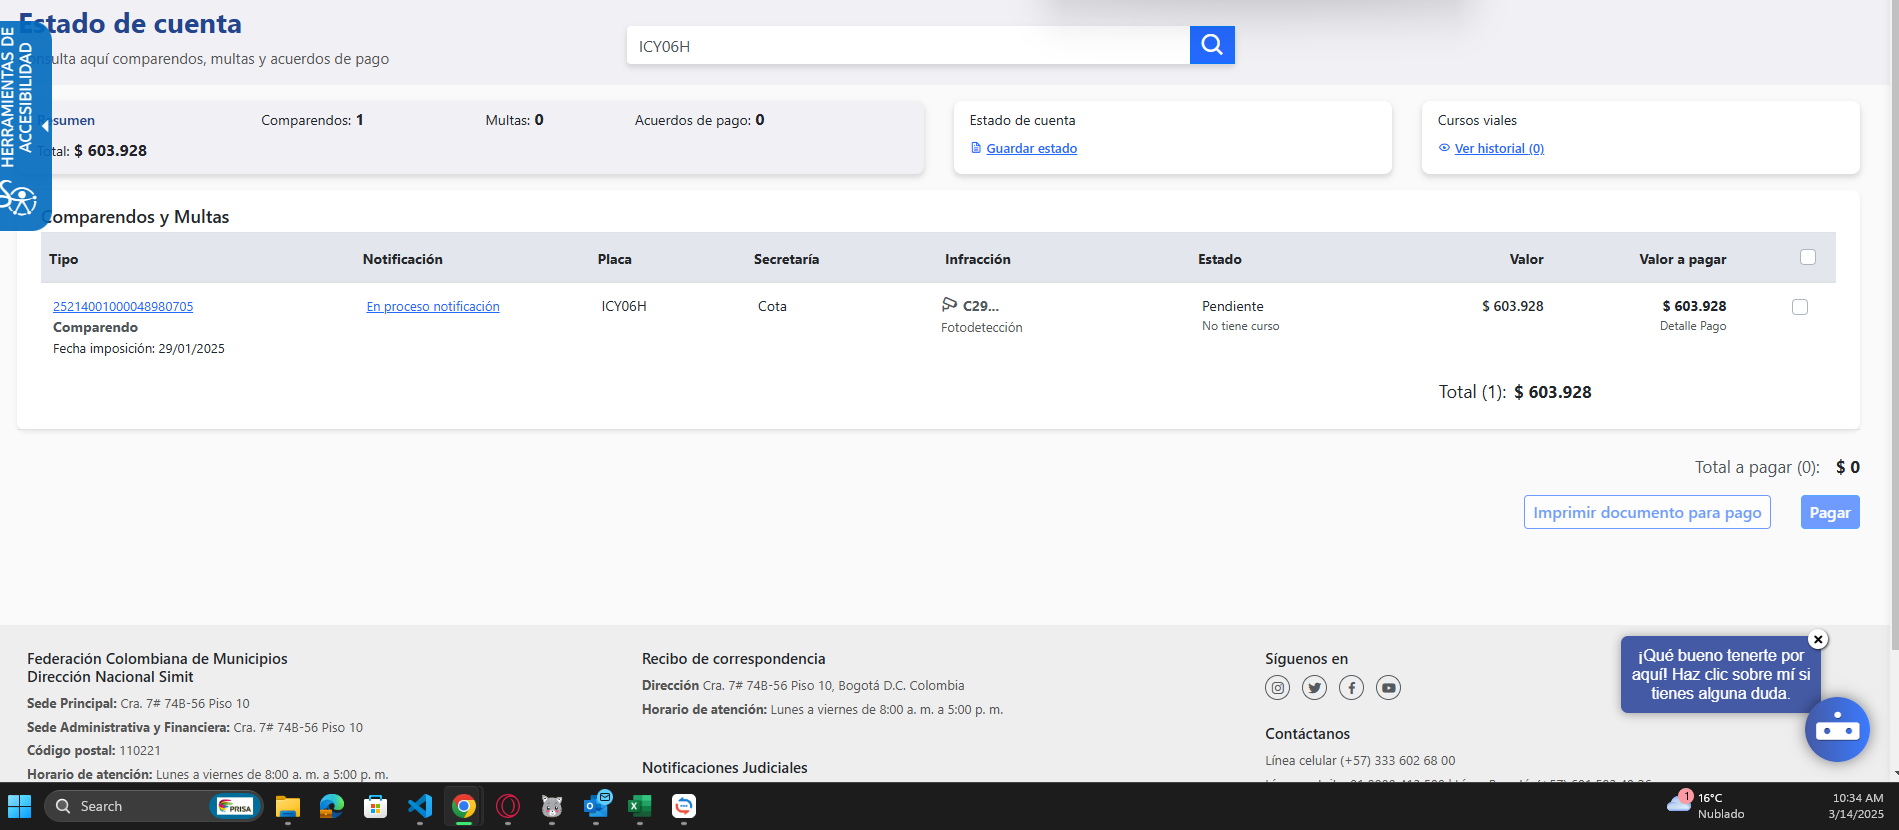 Estado de cuenta
nsulta aquí comparendos, multas y acuerdos de pago
ICY06H
HERRAMIENTAS DE
ACCESIBILIDAD
Resumen
Comparendos: 1
Multas: 0
Acuerdos de pago: 0
Total: $ 603.928
Estado de cuenta
Guardar estado
Cursos viales
Ver historial (0)
Comparendos y Multas
Tipo Notificación Placa Secretaría Infracción Estado Valor Valor a pagar
25214001000048980705 En proceso notificación ICY06H Cota C29... Pendiente $ 603.928 $ 603.928
Comparendo Fotodetección No tiene curso Detalle Pago
Fecha imposición: 29/01/2025
Total (1): $ 603.928
Total a pagar (0): $ 0
Imprimir documento para pago
Pagar
Federación Colombiana de Municipios
Dirección Nacional Simit
Sede Principal: Cra. 7# 74B-56 Piso 10
Sede Administrativa y Financiera: Cra. 7# 74B-56 Piso 10
Código postal: 110221
Horario de atención: Lunes a viernes de 8:00 a. m. a 5:00 p. m.
Recibo de correspondencia
Dirección Cra. 7# 74B-56 Piso 10, Bogotá D.C. Colombia
Horario de atención: Lunes a viernes de 8:00 a. m. a 5:00 p. m.
Notificaciones Judiciales
Síguenos en
Contáctanos
Línea celular (+57) 333 602 68 00
¡Qué bueno tenerte por
aquí! Haz clic sobre mí si
tienes alguna duda.
Search
PRISA
1
16°C
Nublado
10:34 AM
3/14/2025